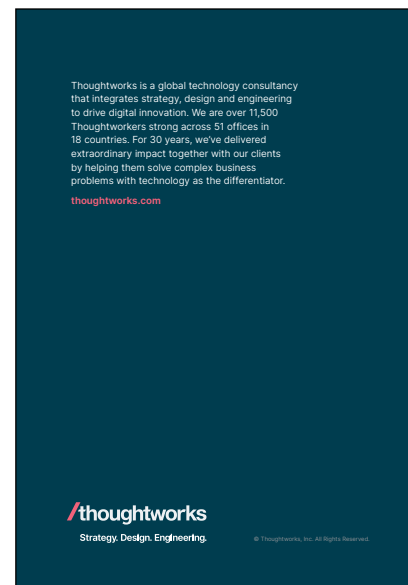 Thoughtworks is a global technology consultancy
that integrates strategy, design and engineering
to drive digital innovation. We are over 11,500
Thoughtworkers strong across 51 offices in
18 countries. For 30 years, we've delivered
extraordinary impact together with our clients
by helping them solve complex business
problems with technology as the differentiator.
thoughtworks.com
/thoughtworks
Strategy. Design. Engineering.
© Thoughtworks, Inc. All Rights Reserved.